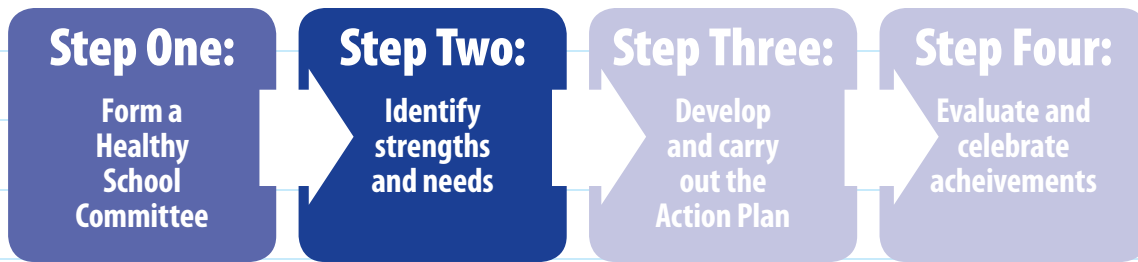 Step One:
Form a
Healthy
School
Committee
Step Two:
Identify
strengths
and needs
Step Three:
Develop
and carry
out the
Action Plan
Step Four:
Evaluate and
celebrate
acheivements